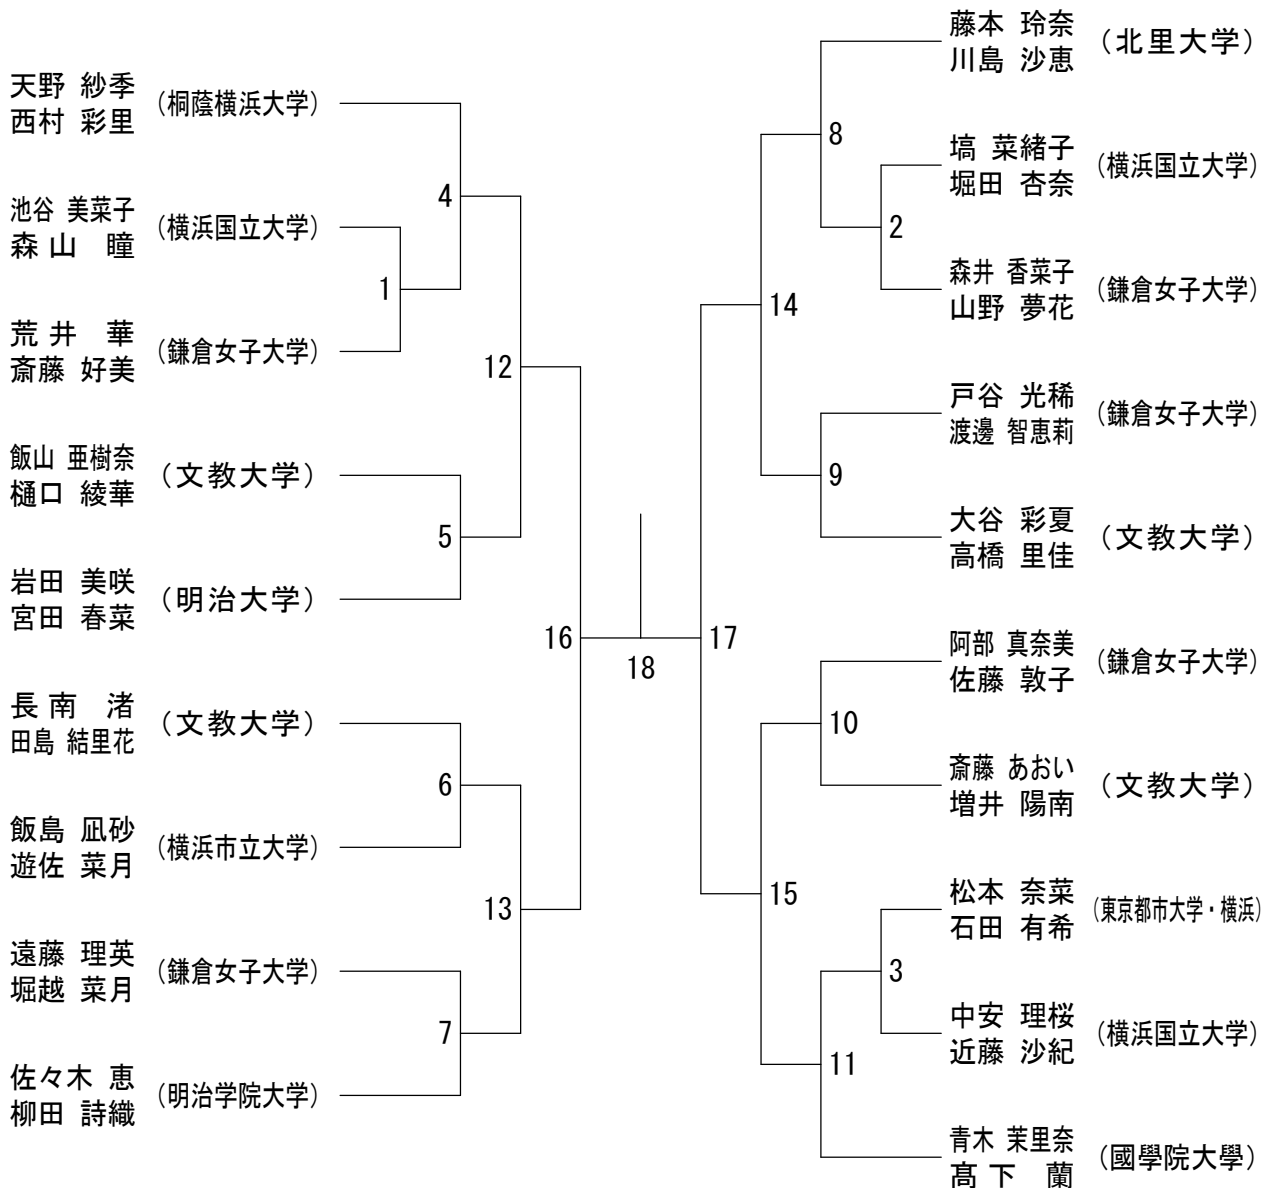 天野 紗季
西村 彩里
(桐蔭横浜大学)
池谷 美菜子
森山 瞳
(横浜国立大学)
荒井 華
斎藤 好美
(鎌倉女子大学)
飯山 亜樹奈
樋口 綾華
(文教大学)
岩田 美咲
宮田 春菜
(明治大学)
長南 渚
田島 結里花
(文教大学)
飯島 凪砂
遊佐 菜月
(横浜市立大学)
遠藤 理英
堀越 菜月
(鎌倉女子大学)
佐々木 恵
柳田 詩織
(明治学院大学)
1
4
5
6
7
12
13
16
18
17
14
15
8
2
9
10
3
11
藤本 玲奈
川島 沙恵
(北里大学)
塙 菜緒子
堀田 杏奈
(横浜国立大学)
森井 香菜子
山野 夢花
(鎌倉女子大学)
戸谷 光稀
渡邊 智恵莉
(鎌倉女子大学)
大谷 彩夏
高橋 里佳
(文教大学)
阿部 真奈美
佐藤 敦子
(鎌倉女子大学)
斎藤 あおい
増井 陽南
(文教大学)
松本 奈菜
石田 有希
(東京都市大学・横浜)
中安 理桜
近藤 沙紀
(横浜国立大学)
青木 茉里奈
髙下 蘭
(國學院大學)